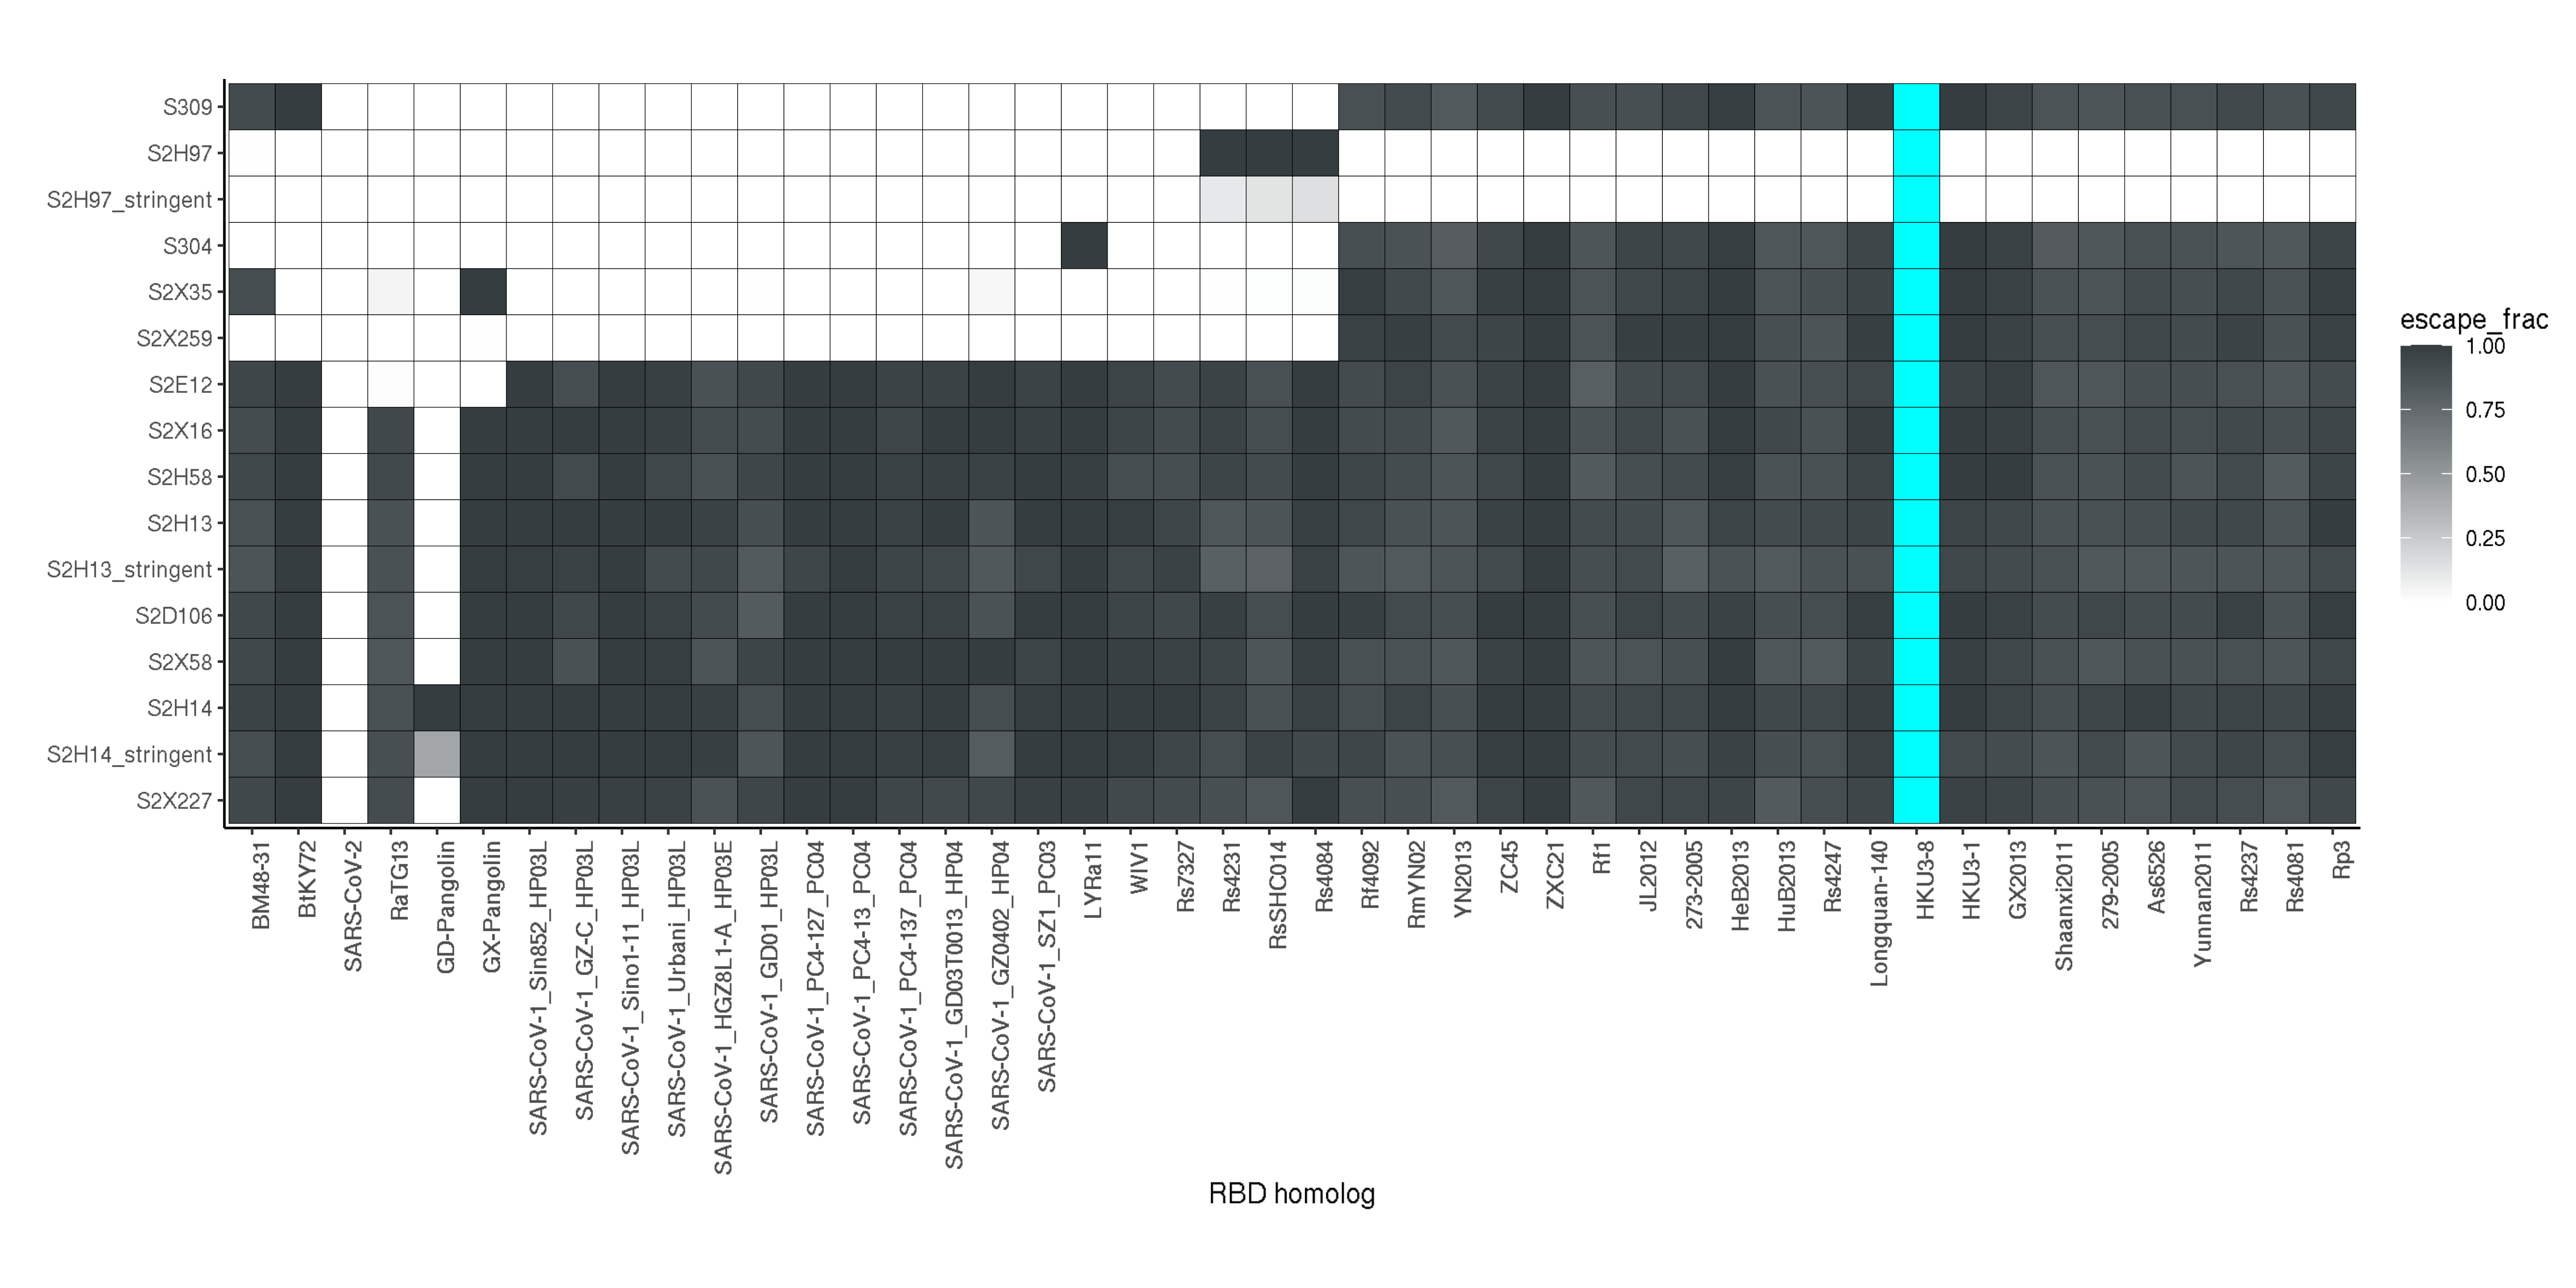 S309
S2H97
S2H97_stringent
S304
S2X35
S2X259
S2E12
S2X16
S2H58
S2H13
S2H13_stringent
S2D106
S2X58
S2H14
S2H14_stringent
S2X227
BM48-31
BtKY72
SARS-CoV-2
RaTG13
GD-Pangolin
GX-Pangolin
SARS-CoV-1_Sin852_HP03L
SARS-CoV-1_GZ-C_HP03L
SARS-CoV-1_Sino1-11_HP03L
SARS-CoV-1_Urbani_HP03L
SARS-CoV-1_HGZ8L1-A_HP03E
SARS-CoV-1_GD01_HP03L
SARS-CoV-1_PC4-127_PC04
SARS-CoV-1_PC4-13_PC04
SARS-CoV-1_PC4-137_PC04
SARS-CoV-1_GD03T0013_HP04
SARS-CoV-1_GZ0402_HP04
SARS-CoV-1_SZ1_PC03
LYRa11
WIV1
Rs7327
Rs4231
RsSHC014
Rs4084
Rf4092
RmYN02
YN2013
ZC45
ZXC21
Rf1
JL2012
273-2005
HeB2013
HuB2013
Rs4247
Longquan-140
HKU3-8
HKU3-1
GX2013
Shaanxi2011
279-2005
As6526
Yunnan2011
Rs4237
Rs4081
Rp3
RBD homolog
escape_frac
1.00
0.75
0.50
0.25
0.00